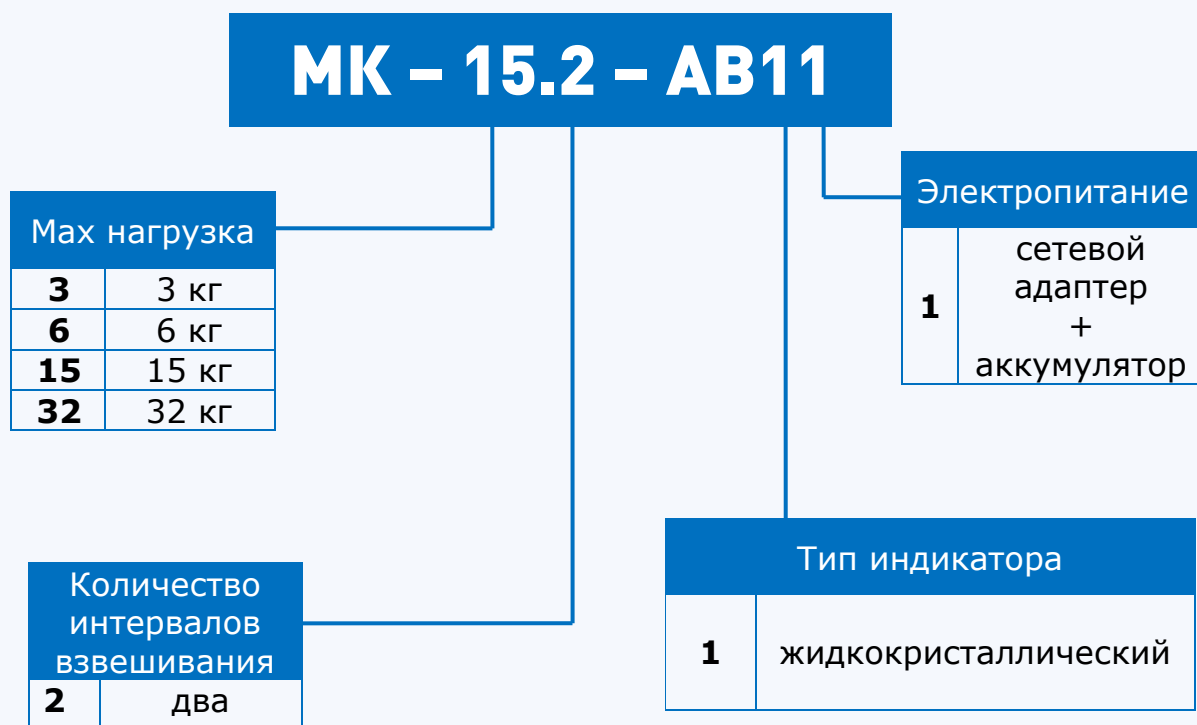 МК – 15.2 – АВ11
Электропитание
1
сетевой
адаптер
+
аккумулятор
Мах нагрузка
3 3 кг
6 6 кг
15 15 кг
32 32 кг
Тип индикатора
1 жидкокристаллический
Количество
интервалов
взвешивания
2 два